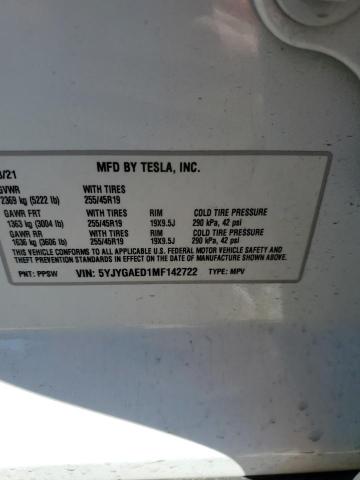 /21 MFD BY TESLA, INC.
GVWR WITH TIRES
2369 kg (5222 lb) 255/45R19
GAWR FRT WITH TIRES RIM COLD TIRE PRESSURE
1363 kg (3004 lb) 255/45R19 19X9.5J 290 kPa, 42 psi
GAWR RR WITH TIRES RIM COLD TIRE PRESSURE
1636 kg (3606 lb) 255/45R19 19X9.5J 290 kPa, 42 psi
THIS VEHICLE CONFORMS TO ALL APPLICABLE U.S. FEDERAL MOTOR VEHICLE SAFETY AND
THEFT PREVENTION STANDARDS IN EFFECT ON THE DATE OF MANUFACTURE SHOWN ABOVE.
PNT: PPSW VIN: 5YJYGAED1MF142722 TYPE: MPV